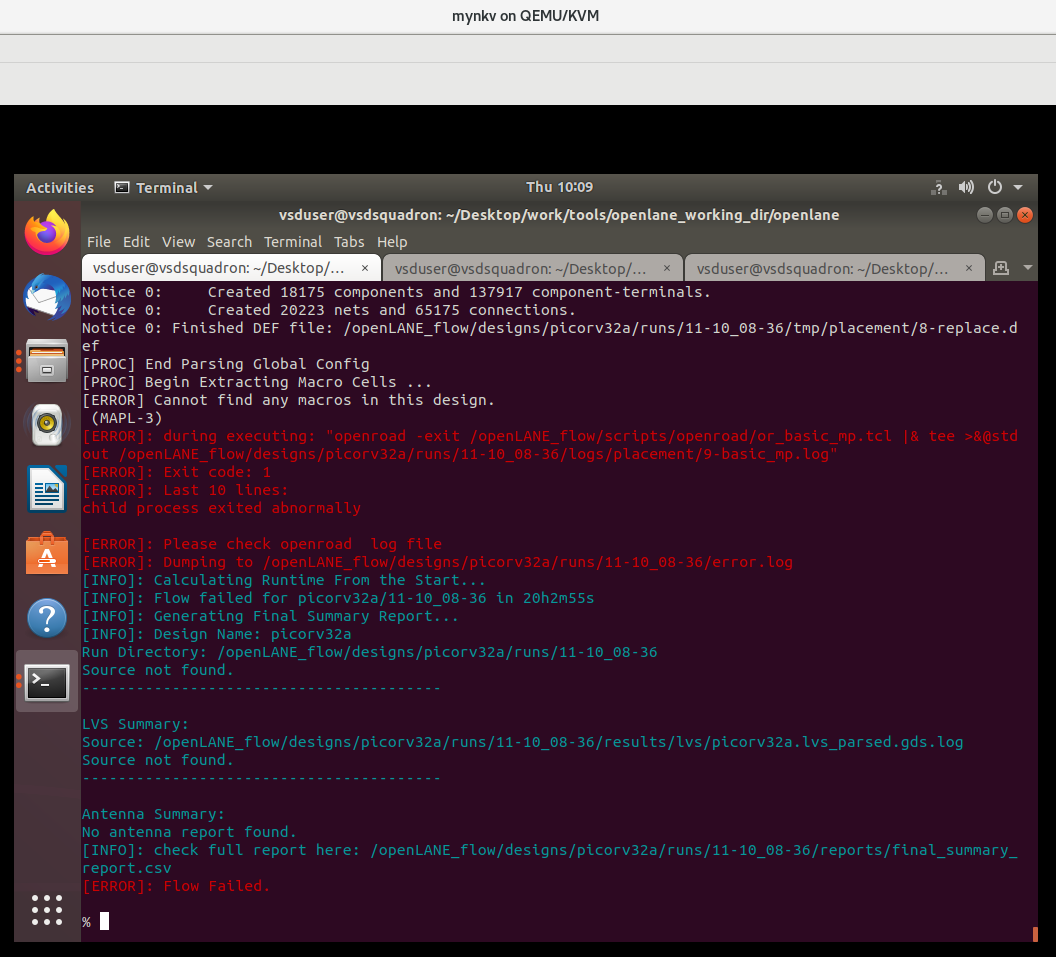 mynkv on QEMU/KVM
Activities Terminal Thu 10:09
vsduser@vsdsquadron: ~/Desktop/work/tools/openlane_working_dir/openlane
File Edit View Search Terminal Tabs Help
vsduser@vsdsquadron: ~/Desktop/... × vsduser@vsdsquadron: ~/Desktop/... × vsduser@vsdsquadron: ~/Desktop/... ×
Notice 0:     Created 18175 components and 137917 component-terminals.
Notice 0:     Created 20223 nets and 65175 connections.
Notice 0: Finished DEF file: /openLANE_flow/designs/picorv32a/runs/11-10_08-36/tmp/placement/8-replace.d
ef
[PROC] End Parsing Global Config
[PROC] Begin Extracting Macro Cells ...
[ERROR] Cannot find any macros in this design.
 (MAPL-3)
[ERROR]: during executing: "openroad -exit /openLANE_flow/scripts/openroad/or_basic_mp.tcl |& tee >&@std
out /openLANE_flow/designs/picorv32a/runs/11-10_08-36/logs/placement/9-basic_mp.log"
[ERROR]: Exit code: 1
[ERROR]: Last 10 lines:
child process exited abnormally
[ERROR]: Please check openroad  log file
[ERROR]: Dumping to /openLANE_flow/designs/picorv32a/runs/11-10_08-36/error.log
[INFO]: Calculating Runtime From the Start...
[INFO]: Flow failed for picorv32a/11-10_08-36 in 20h2m55s
[INFO]: Generating Final Summary Report...
[INFO]: Design Name: picorv32a
Run Directory: /openLANE_flow/designs/picorv32a/runs/11-10_08-36
Source not found.
----------------------------------------
LVS Summary:
Source: /openLANE_flow/designs/picorv32a/runs/11-10_08-36/results/lvs/picorv32a.lvs_parsed.gds.log
Source not found.
----------------------------------------
Antenna Summary:
No antenna report found.
[INFO]: check full report here: /openLANE_flow/designs/picorv32a/runs/11-10_08-36/reports/final_summary_
report.csv
[ERROR]: Flow Failed.
%